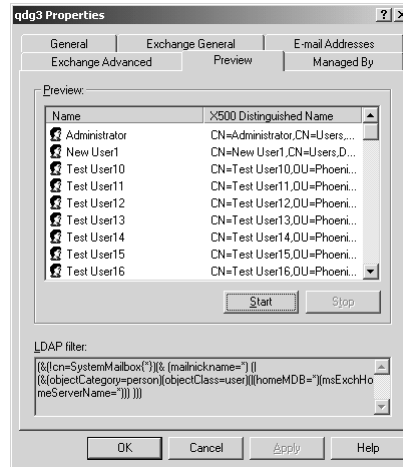 qdg3 Properties
General Exchange General E-mail Addresses
Exchange Advanced Preview Managed By
Preview:
Name X500 Distinguished Name
Administrator CN=Administrator,CN=Users,...
New User1 CN=New User1,CN=Users,D...
Test User10 CN=Test User10,OU=Phoeni...
Test User11 CN=Test User11,OU=Phoeni...
Test User12 CN=Test User12,OU=Phoeni...
Test User13 CN=Test User13,OU=Phoeni...
Test User14 CN=Test User14,OU=Phoeni...
Test User15 CN=Test User15,OU=Phoeni...
Test User16 CN=Test User16,OU=Phoeni...
Start Stop
LDAP filter:
(&(!cn=SystemMailbox{*})(& (mailnickname=*) (|
(&(objectCategory=person)(objectClass=user)(|(homeMDB=*)(msExchHo
meServerName=*))) )))
OK Cancel Apply Help